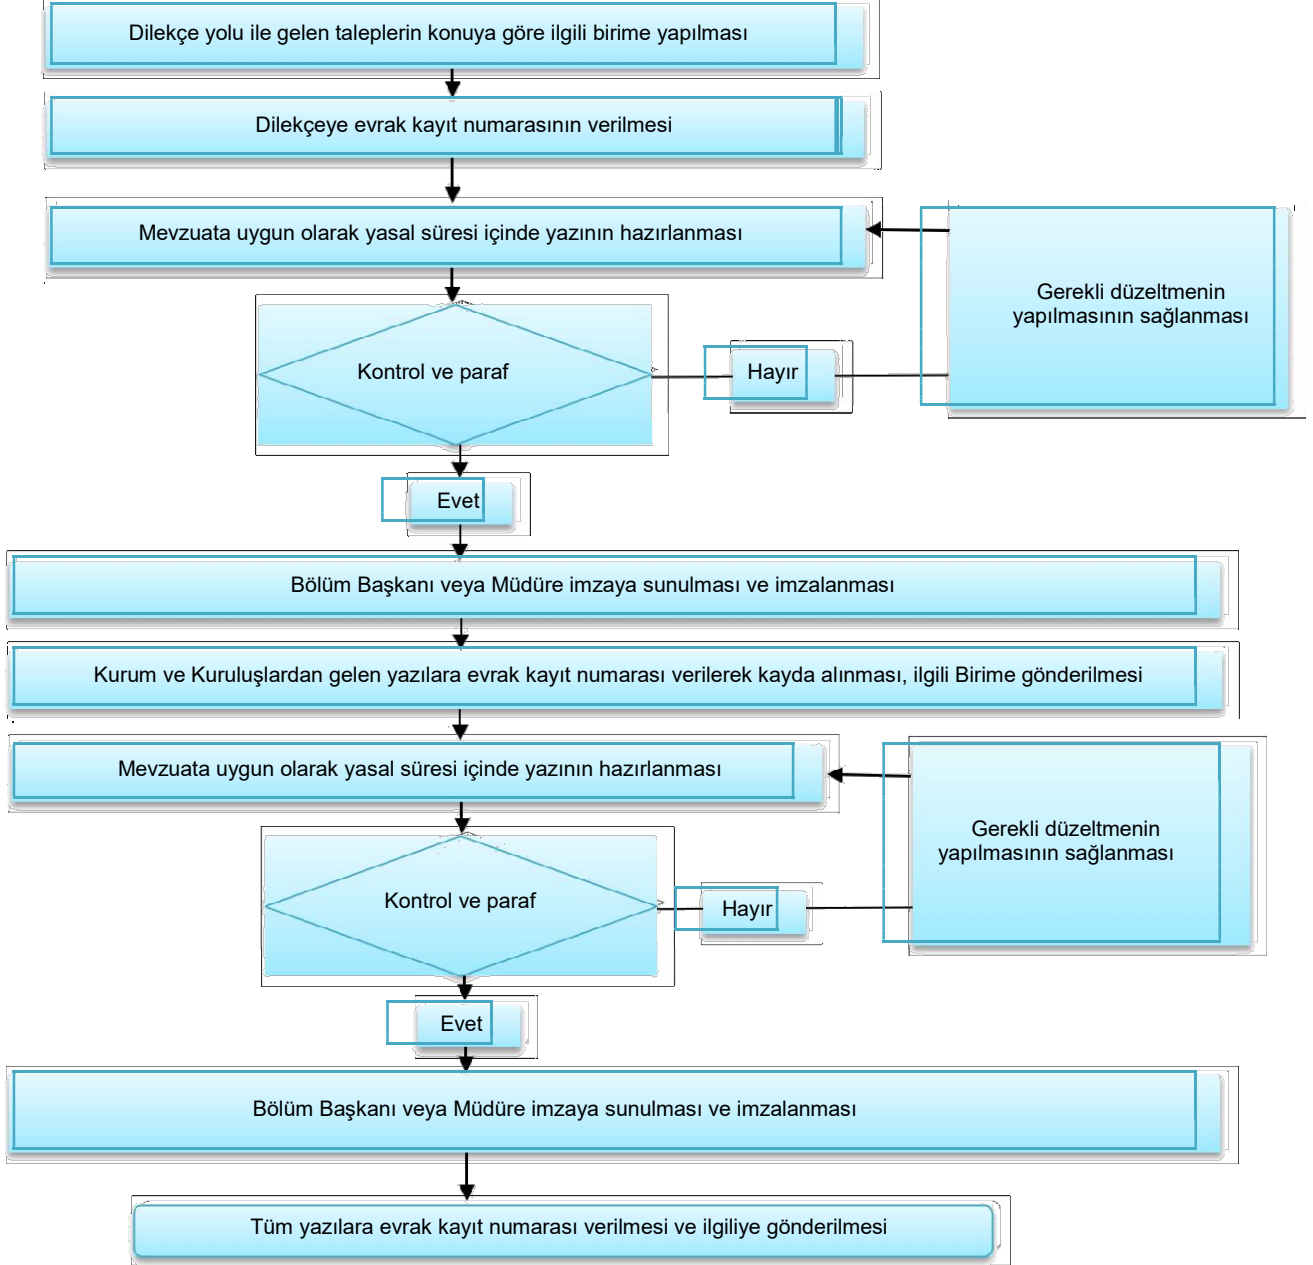 Dilekçe yolu ile gelen taleplerin konuya göre ilgili birime yapılması
Dilekçeye evrak kayıt numarasının verilmesi
Mevzuata uygun olarak yasal süresi içinde yazının hazırlanması
Gerekli düzeltmenin
yapılmasının sağlanması
Kontrol ve paraf
Hayır
Evet
Bölüm Başkanı veya Müdüre imzaya sunulması ve imzalanması
Kurum ve Kuruluşlardan gelen yazılara evrak kayıt numarası verilerek kayda alınması, ilgili Birime gönderilmesi
Mevzuata uygun olarak yasal süresi içinde yazının hazırlanması
Gerekli düzeltmenin
yapılmasının sağlanması
Kontrol ve paraf
Hayır
Evet
Bölüm Başkanı veya Müdüre imzaya sunulması ve imzalanması
Tüm yazılara evrak kayıt numarası verilmesi ve ilgiliye gönderilmesi